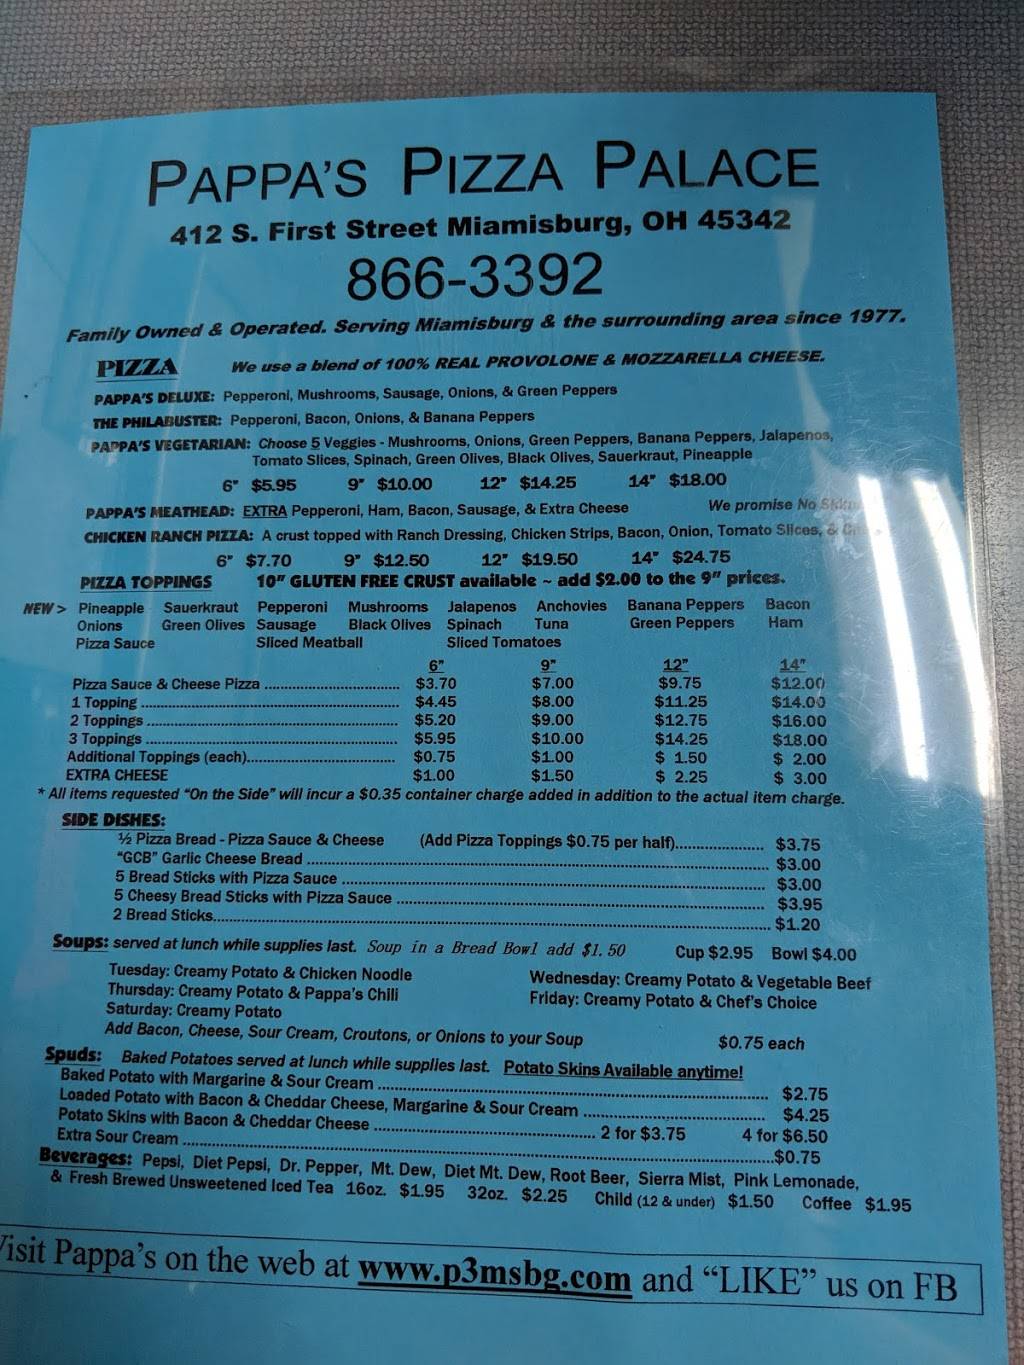 PAPPA'S PIZZA PALACE
412 S. First Street Miamisburg, OH 45342
866-3392
Family Owned & Operated. Serving Miamisburg & the surrounding area since 1977.
PIZZA We use a blend of 100% REAL PROVOLONE & MOZZARELLA CHEESE.
PAPPA'S DELUXE: Pepperoni, Mushrooms, Sausage, Onions, & Green Peppers
THE PHILABUSTER: Pepperoni, Bacon, Onions, & Banana Peppers
PAPPA'S VEGETARIAN: Choose 5 Veggies - Mushrooms, Onions, Green Peppers, Banana Peppers, Jalapenos,
Tomato Slices, Spinach, Green Olives, Black Olives, Sauerkraut, Pineapple
6" $5.95 9" $10.00 12" $14.25 14" $18.00
PAPPA'S MEATHEAD: EXTRA Pepperoni, Ham, Bacon, Sausage, & Extra Cheese We promise No
CHICKEN RANCH PIZZA: A crust topped with Ranch Dressing, Chicken Strips, Bacon, Onion, Tomato Slices, &
6" $7.70 9" $12.50 12" $19.50 14" $24.75
PIZZA TOPPINGS 10" GLUTEN FREE CRUST available ~ add $2.00 to the 9" prices.
NEW > Pineapple Sauerkraut Pepperoni Mushrooms Jalapenos Anchovies Banana Peppers Bacon
Onions Green Olives Sausage Black Olives Spinach Tuna Green Peppers Ham
Pizza Sauce Sliced Meatball Sliced Tomatoes
6" 9" 12" 14"
Pizza Sauce & Cheese Pizza ........ $3.70 $7.00 $9.75 $12.00
1 Topping ........ $4.45 $8.00 $11.25 $14.00
2 Toppings ........ $5.20 $9.00 $12.75 $16.00
3 Toppings ........ $5.95 $10.00 $14.25 $18.00
Additional Toppings (each)........ $0.75 $1.00 $ 1.50 $ 2.00
EXTRA CHEESE $1.00 $1.50 $ 2.25 $ 3.00
* All items requested "On the Side" will incur a $0.35 container charge added in addition to the actual item charge.
SIDE DISHES:
½ Pizza Bread - Pizza Sauce & Cheese (Add Pizza Toppings $0.75 per half)........ $3.75
"GCB" Garlic Cheese Bread ........ $3.00
5 Bread Sticks with Pizza Sauce ........ $3.00
5 Cheesy Bread Sticks with Pizza Sauce ........ $3.95
2 Bread Sticks........ $1.20
Soups: served at lunch while supplies last. Soup in a Bread Bowl add $1.50 Cup $2.95 Bowl $4.00
Tuesday: Creamy Potato & Chicken Noodle Wednesday: Creamy Potato & Vegetable Beef
Thursday: Creamy Potato & Pappa's Chili Friday: Creamy Potato & Chef's Choice
Saturday: Creamy Potato
Add Bacon, Cheese, Sour Cream, Croutons, or Onions to your Soup $0.75 each
Spuds: Baked Potatoes served at lunch while supplies last. Potato Skins Available anytime!
Baked Potato with Margarine & Sour Cream ........ $2.75
Loaded Potato with Bacon & Cheddar Cheese, Margarine & Sour Cream ........ $4.25
Potato Skins with Bacon & Cheddar Cheese ........ 2 for $3.75 4 for $6.50
Extra Sour Cream ........ $0.75
Beverages: Pepsi, Diet Pepsi, Dr. Pepper, Mt. Dew, Diet Mt. Dew, Root Beer, Sierra Mist, Pink Lemonade,
& Fresh Brewed Unsweetened Iced Tea 16oz. $1.95 32oz. $2.25 Child (12 & under) $1.50 Coffee $1.95
Visit Pappa's on the web at www.p3msbg.com and "LIKE" us on FB